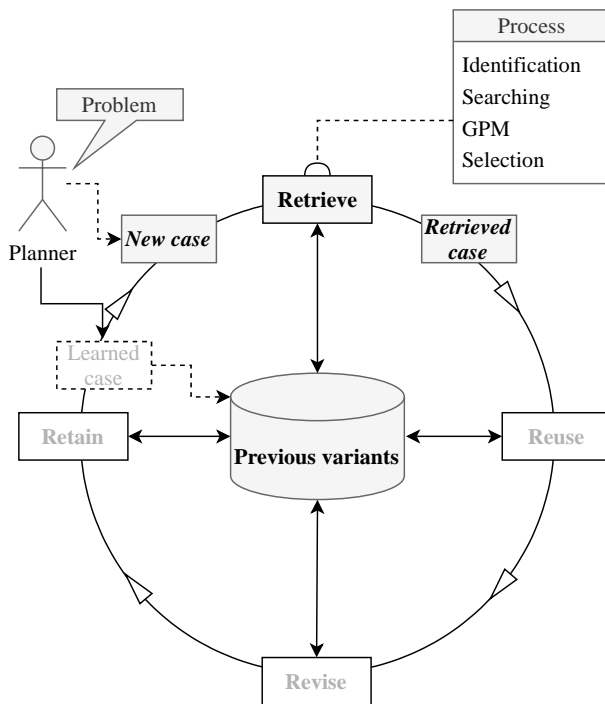 Process
Identification
Searching
GPM
Selection
Problem
Planner
Retrieve
New case
Retrieved
case
Learned
case
Retain
Previous variants
Reuse
Revise